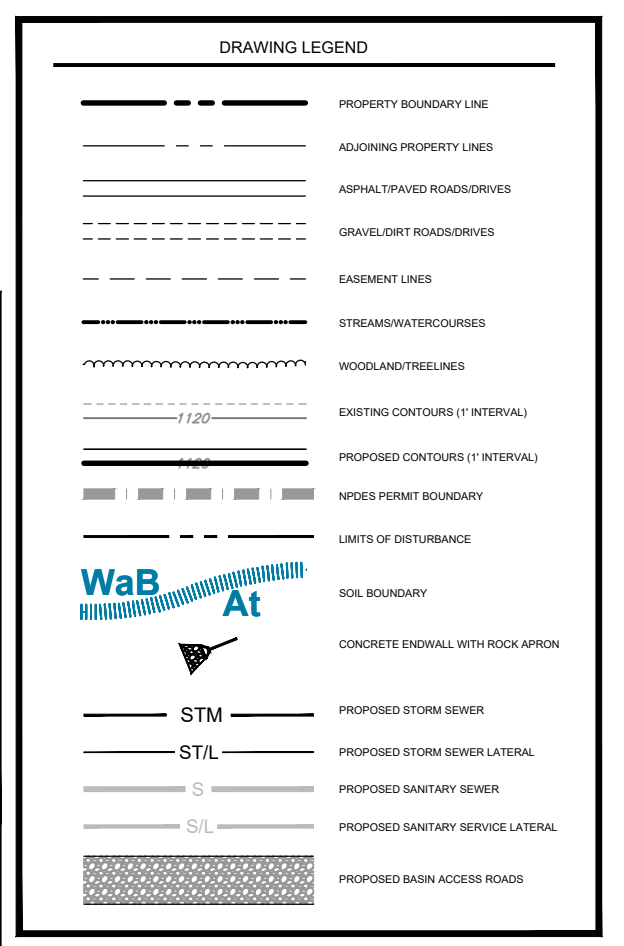 DRAWING LEGEND
PROPERTY BOUNDARY LINE
ADJOINING PROPERTY LINES
ASPHALT/PAVED ROADS/DRIVES
GRAVEL/DIRT ROADS/DRIVES
EASEMENT LINES
STREAMS/WATERCOURSES
WOODLAND/TREELINES
1120 EXISTING CONTOURS (1' INTERVAL)
1120 PROPOSED CONTOURS (1' INTERVAL)
NPDES PERMIT BOUNDARY
LIMITS OF DISTURBANCE
WaB
At
SOIL BOUNDARY
CONCRETE ENDWALL WITH ROCK APRON
STM PROPOSED STORM SEWER
ST/L PROPOSED STORM SEWER LATERAL
S PROPOSED SANITARY SEWER
S/L PROPOSED SANITARY SERVICE LATERAL
PROPOSED BASIN ACCESS ROADS